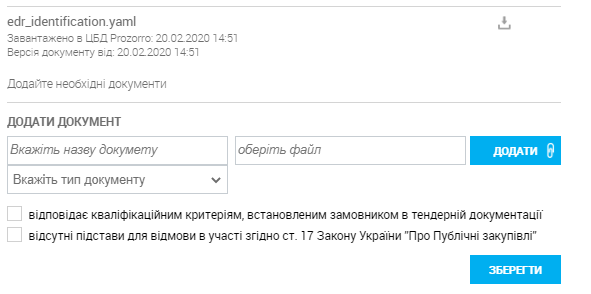 edr_identification.yaml
Завантажено в ЦБД Prozorro: 20.02.2020 14:51
Версія документу від: 20.02.2020 14:51
Додайте необхідні документи
ДОДАТИ ДОКУМЕНТ
Вкажіть назву докумету
оберіть файл
ДОДАТИ
Вкажіть тип документу
відповідає кваліфікаційним критеріям, встановленим замовником в тендерній документації
відсутні підстави для відмови в участі згідно ст. 17 Закону України "Про Публічні закупівлі"
ЗБЕРЕГТИ